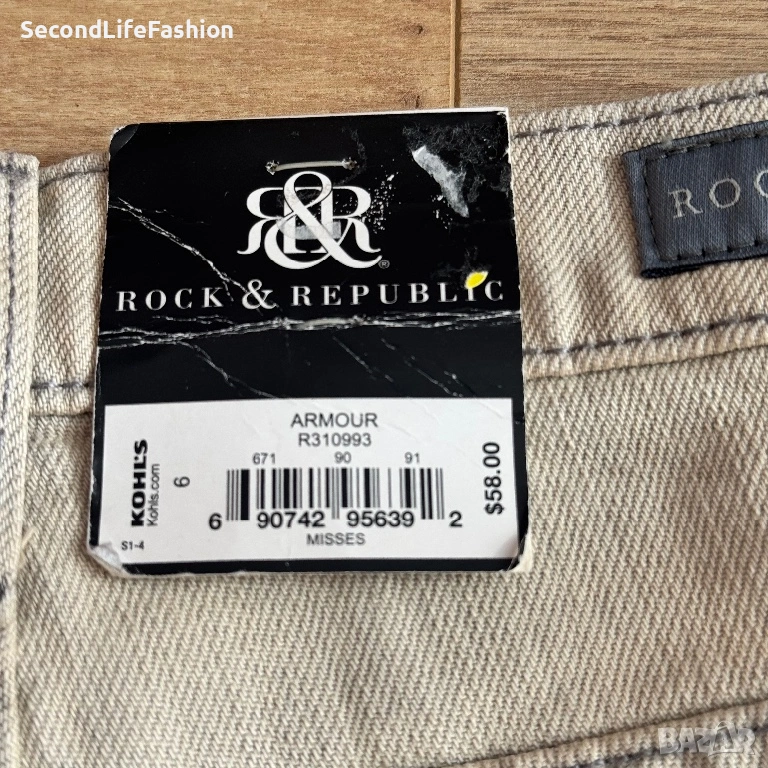 SecondLifeFashion
R&R
®
ROCK & REPUBLIC
ROC
ARMOUR
R310993
671 90 91
6 90742 95639 2
MISSES
KOHL'S
Kohls.com
6
S1-4
$58.00